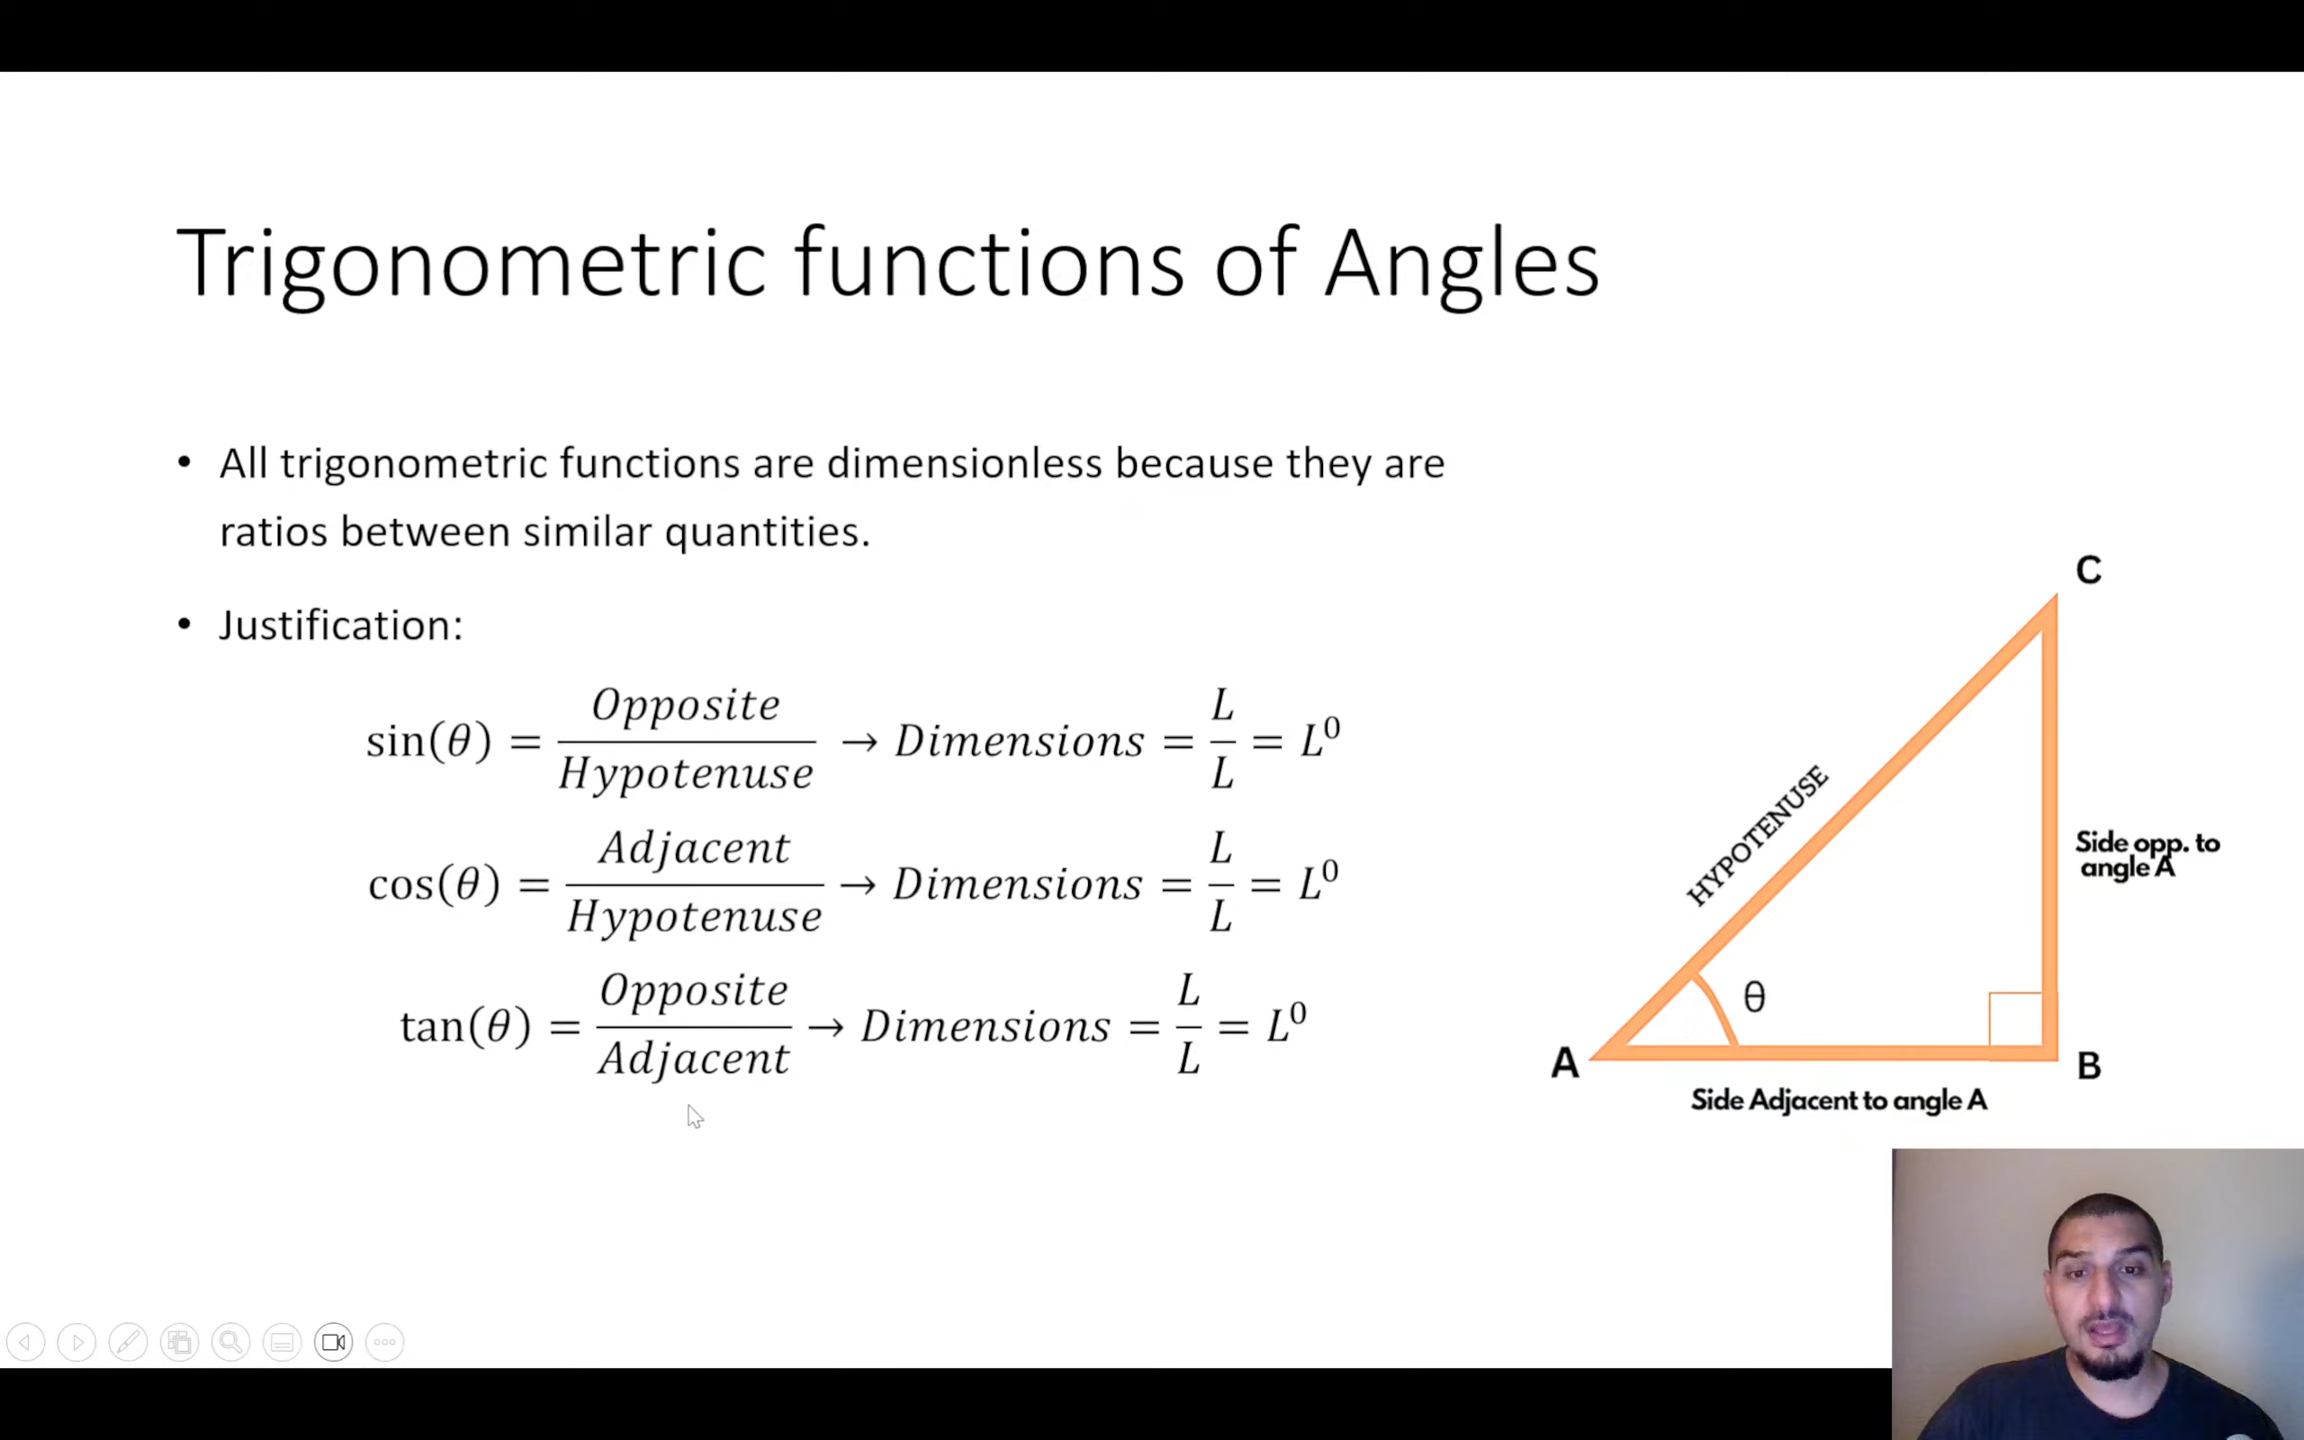 Trigonometric functions of Angles
• All trigonometric functions are dimensionless because they are
ratios between similar quantities.
• Justification:
sin(θ) = Opposite/Hypotenuse → Dimensions = L/L = L⁰
cos(θ) = Adjacent/Hypotenuse → Dimensions = L/L = L⁰
tan(θ) = Opposite/Adjacent → Dimensions = L/L = L⁰
C
HYPOTENUSE
Side opp. to
angle A
θ
A
B
Side Adjacent to angle A